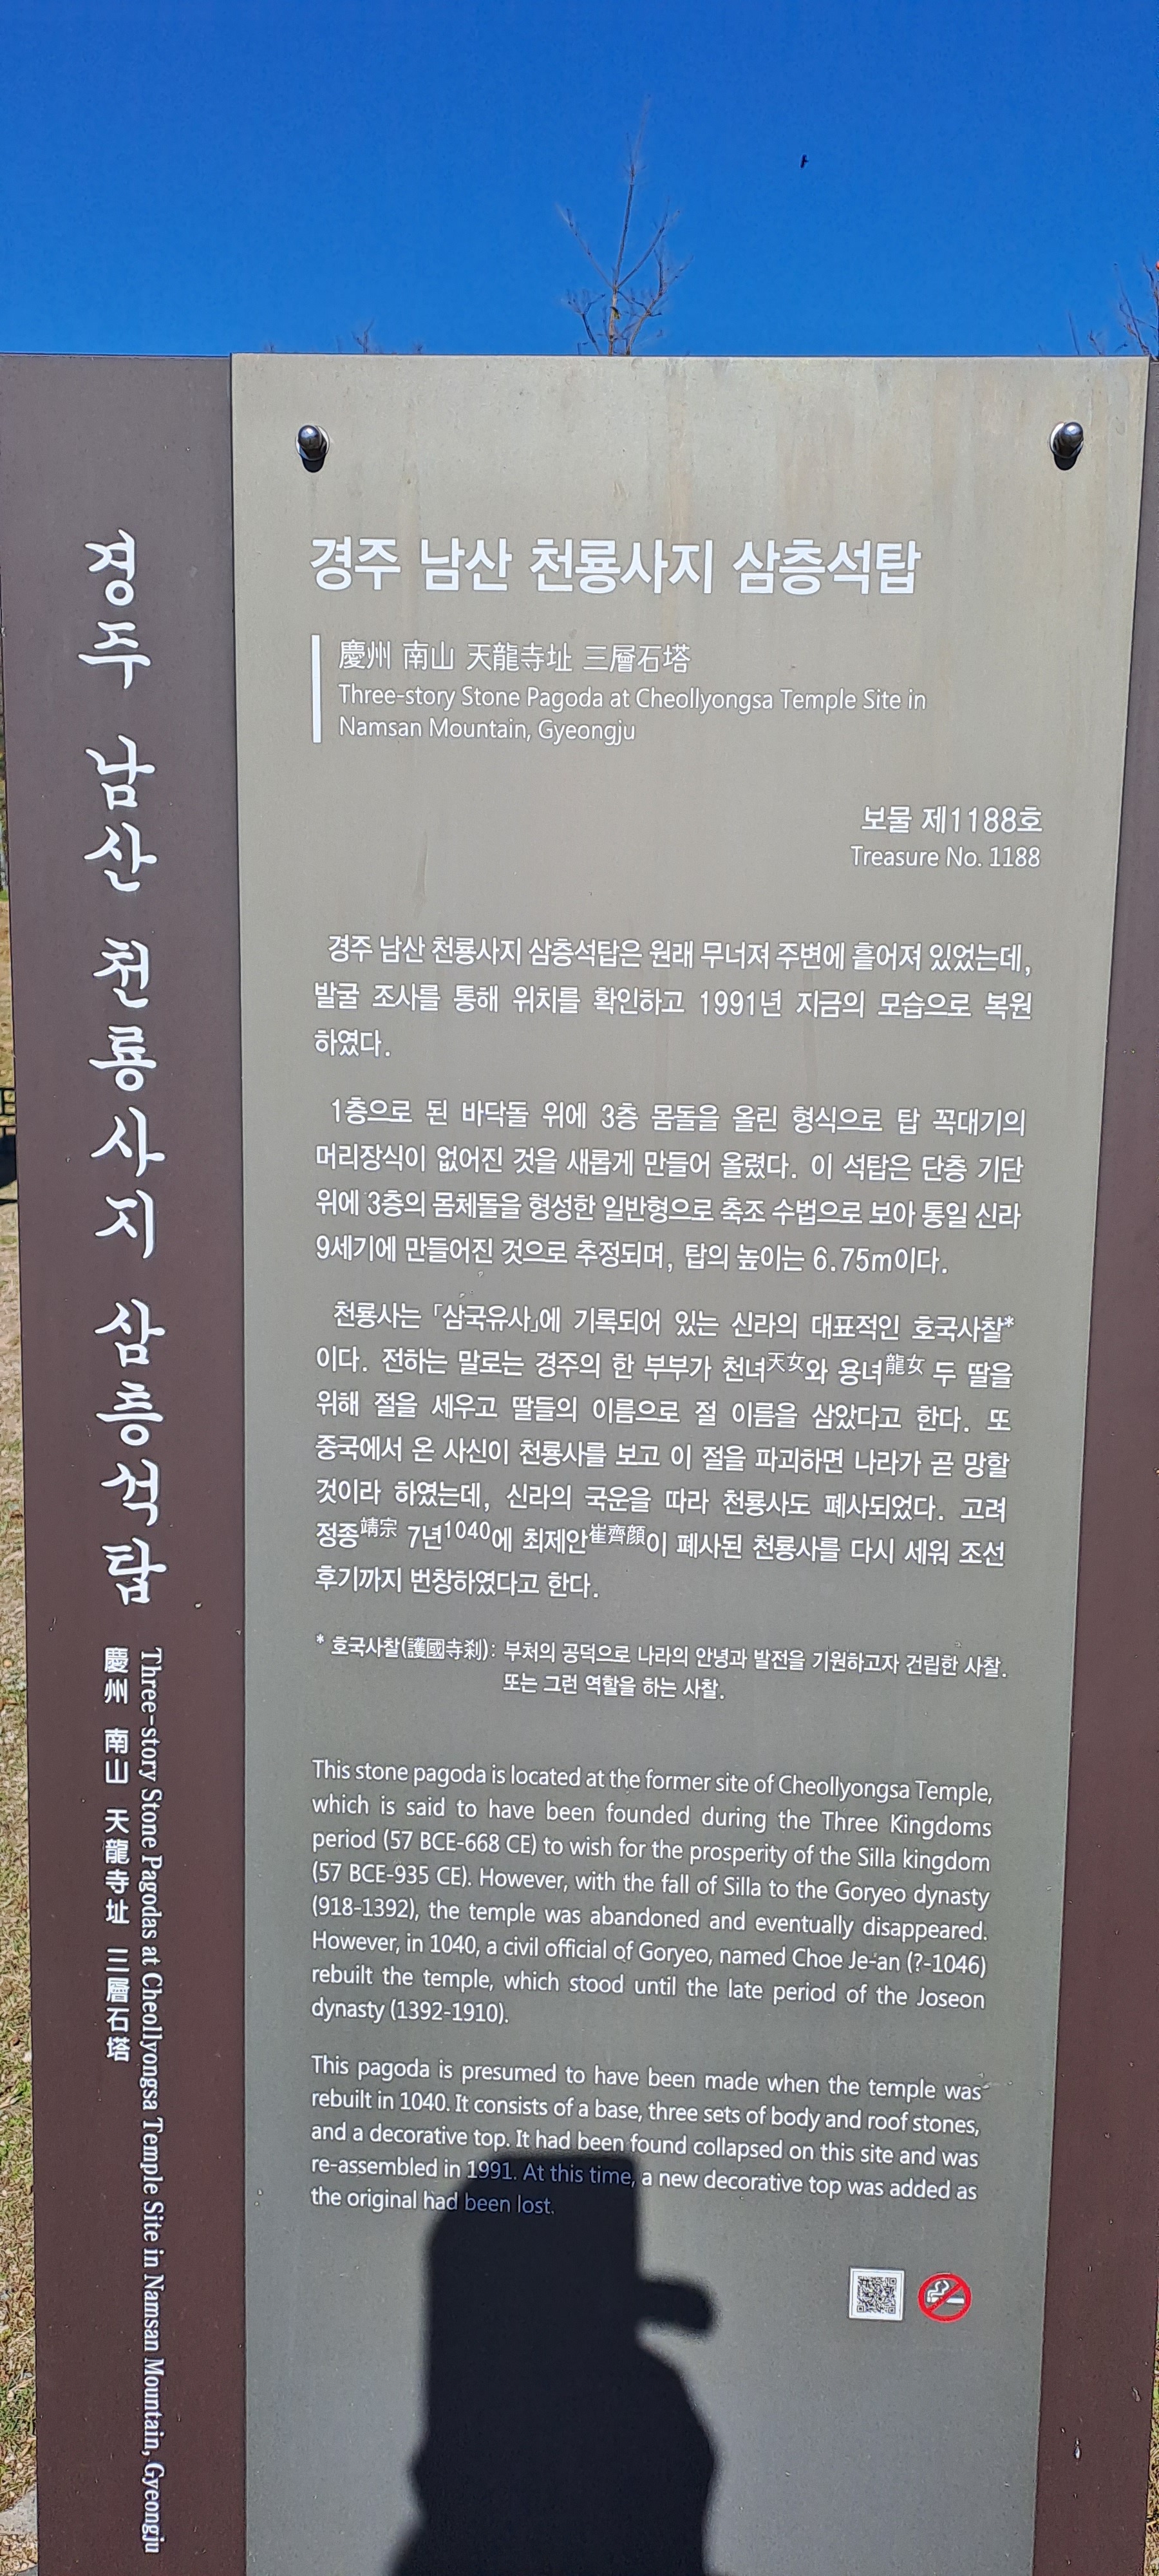 경주 남산 천룡사지 삼층석탑
慶州 南山 天龍寺址 三層石塔
Three-story Stone Pagodas at Cheollyongsa Temple Site in Namsan Mountain, Gyeongju
경주 남산 천룡사지 삼층석탑
慶州 南山 天龍寺址 三層石塔
Three-story Stone Pagoda at Cheollyongsa Temple Site in
Namsan Mountain, Gyeongju
보물 제1188호
Treasure No. 1188
경주 남산 천룡사지 삼층석탑은 원래 무너져 주변에 흩어져 있었는데,
발굴 조사를 통해 위치를 확인하고 1991년 지금의 모습으로 복원
하였다.
1층으로 된 바닥돌 위에 3층 몸돌을 올린 형식으로 탑 꼭대기의
머리장식이 없어진 것을 새롭게 만들어 올렸다. 이 석탑은 단층 기단
위에 3층의 몸체돌을 형성한 일반형으로 축조 수법으로 보아 통일 신라
9세기에 만들어진 것으로 추정되며, 탑의 높이는 6.75m이다.
천룡사는 「삼국유사」에 기록되어 있는 신라의 대표적인 호국사찰*
이다. 전하는 말로는 경주의 한 부부가 천녀天女와 용녀龍女 두 딸을
위해 절을 세우고 딸들의 이름으로 절 이름을 삼았다고 한다. 또
중국에서 온 사신이 천룡사를 보고 이 절을 파괴하면 나라가 곧 망할
것이라 하였는데, 신라의 국운을 따라 천룡사도 폐사되었다. 고려
정종靖宗 7년1040에 최제안崔齊顔이 폐사된 천룡사를 다시 세워 조선
후기까지 번창하였다고 한다.
* 호국사찰(護國寺刹): 부처의 공덕으로 나라의 안녕과 발전을 기원하고자 건립한 사찰.
또는 그런 역할을 하는 사찰.
This stone pagoda is located at the former site of Cheollyongsa Temple,
which is said to have been founded during the Three Kingdoms
period (57 BCE-668 CE) to wish for the prosperity of the Silla kingdom
(57 BCE-935 CE). However, with the fall of Silla to the Goryeo dynasty
(918-1392), the temple was abandoned and eventually disappeared.
However, in 1040, a civil official of Goryeo, named Choe Je-an (?-1046)
rebuilt the temple, which stood until the late period of the Joseon
dynasty (1392-1910).
This pagoda is presumed to have been made when the temple was
rebuilt in 1040. It consists of a base, three sets of body and roof stones,
and a decorative top. It had been found collapsed on this site and was
re-assembled in 1991. At this time, a new decorative top was added as
the original had been lost.